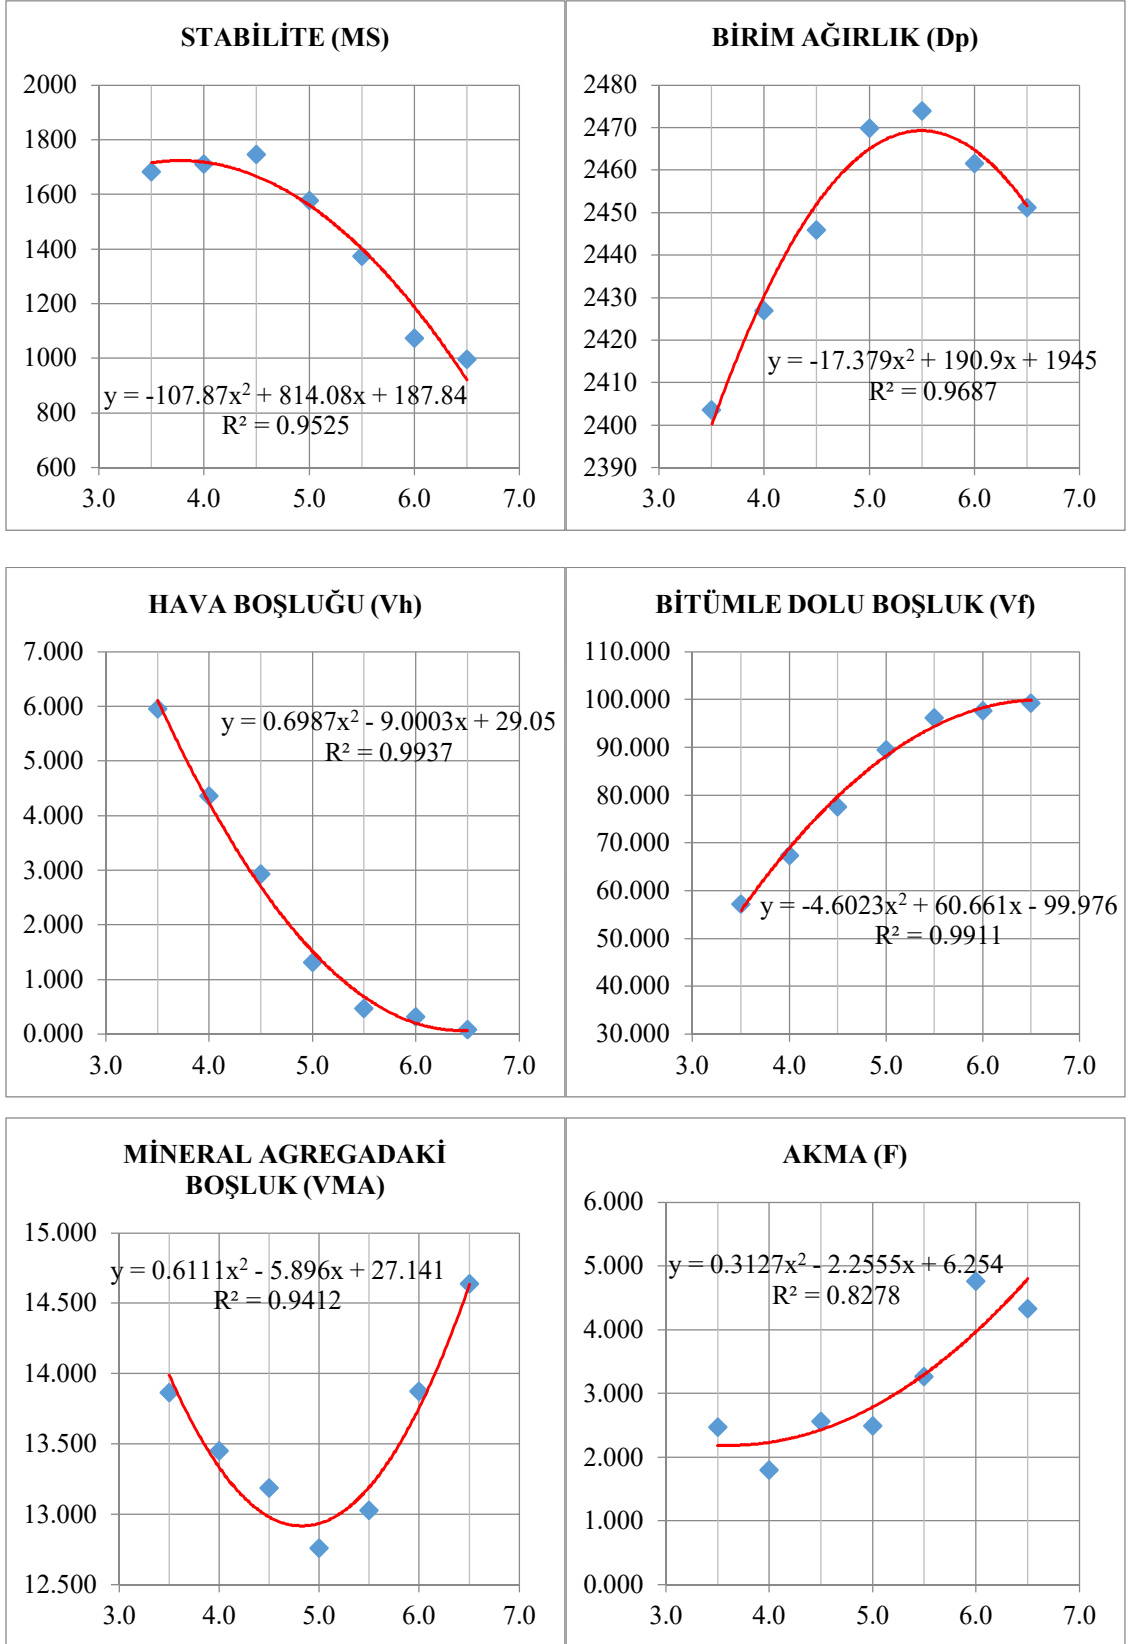 STABİLİTE (MS)
2000
1800
1600
1400
1200
1000
800
600
y = -107.87x² + 814.08x + 187.84
R² = 0.9525
3.0 4.0 5.0 6.0 7.0
BİRİM AĞIRLIK (Dp)
2480
2470
2460
2450
2440
2430
2420
2410
2400
2390
y = -17.379x² + 190.9x + 1945
R² = 0.9687
3.0 4.0 5.0 6.0 7.0
HAVA BOŞLUĞU (Vh)
7.000
6.000
5.000
4.000
3.000
2.000
1.000
0.000
y = 0.6987x² - 9.0003x + 29.05
R² = 0.9937
3.0 4.0 5.0 6.0 7.0
BİTÜMLE DOLU BOŞLUK (Vf)
110.000
100.000
90.000
80.000
70.000
60.000
50.000
40.000
30.000
y = -4.6023x² + 60.661x - 99.976
R² = 0.9911
3.0 4.0 5.0 6.0 7.0
MİNERAL AGREGADAKİ
BOŞLUK (VMA)
15.000
14.500
14.000
13.500
13.000
12.500
y = 0.6111x² - 5.896x + 27.141
R² = 0.9412
3.0 4.0 5.0 6.0 7.0
AKMA (F)
6.000
5.000
4.000
3.000
2.000
1.000
0.000
y = 0.3127x² - 2.2555x + 6.254
R² = 0.8278
3.0 4.0 5.0 6.0 7.0